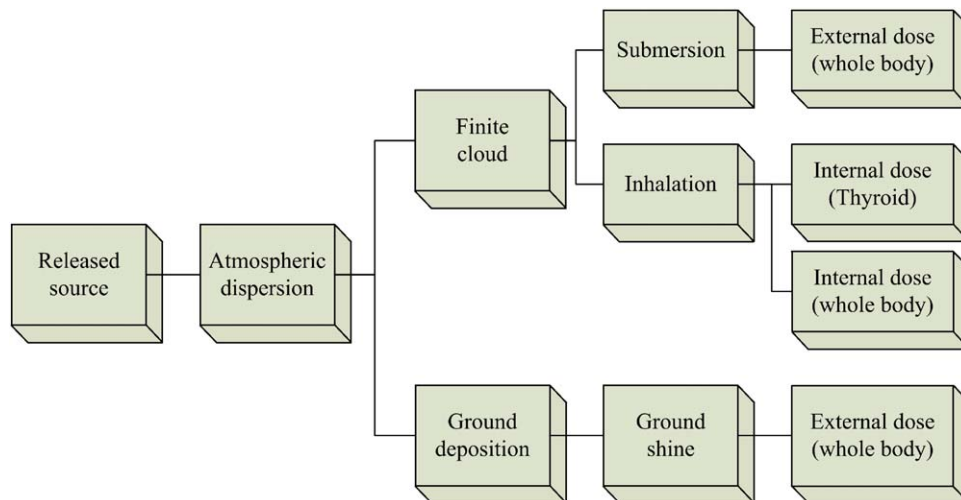 Submersion
External dose
(whole body)
Finite
cloud
Inhalation
Internal dose
(Thyroid)
Released
source
Atmospheric
dispersion
Internal dose
(whole body)
Ground
deposition
Ground
shine
External dose
(whole body)